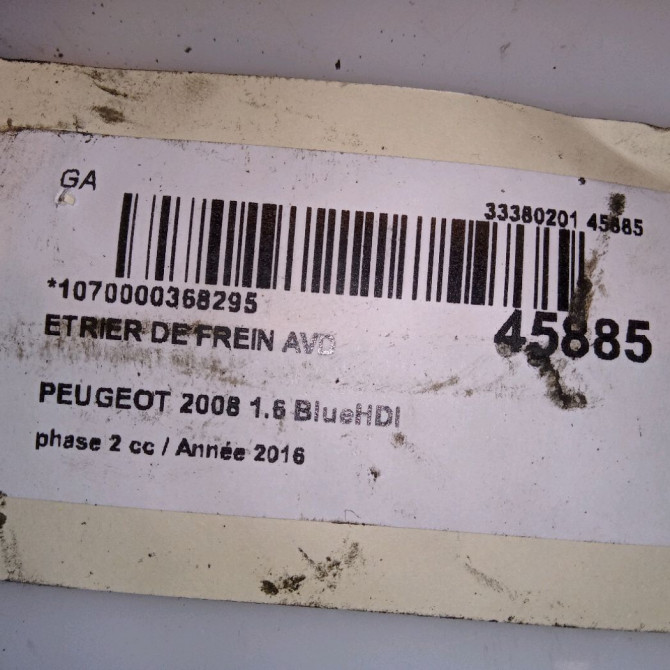 GA
33380201 45885
*1070000368295
45885
ETRIER DE FREIN AVD
PEUGEOT 2008 1.6 BlueHDI
phase 2 cc / Année 2016